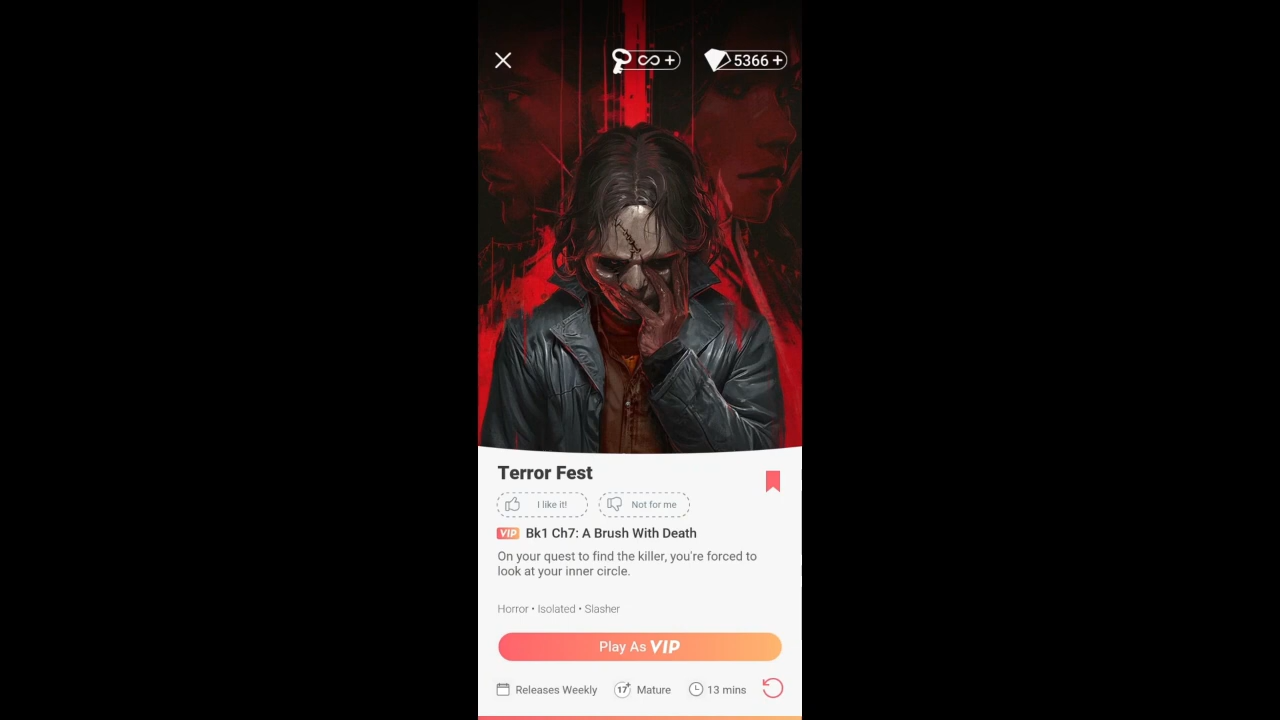 ∞ + 5366 +
Terror Fest
I like it! Not for me
VIP Bk1 Ch7: A Brush With Death
On your quest to find the killer, you're forced to
look at your inner circle.
Horror • Isolated • Slasher
Play As VIP
Releases Weekly 17+ Mature 13 mins